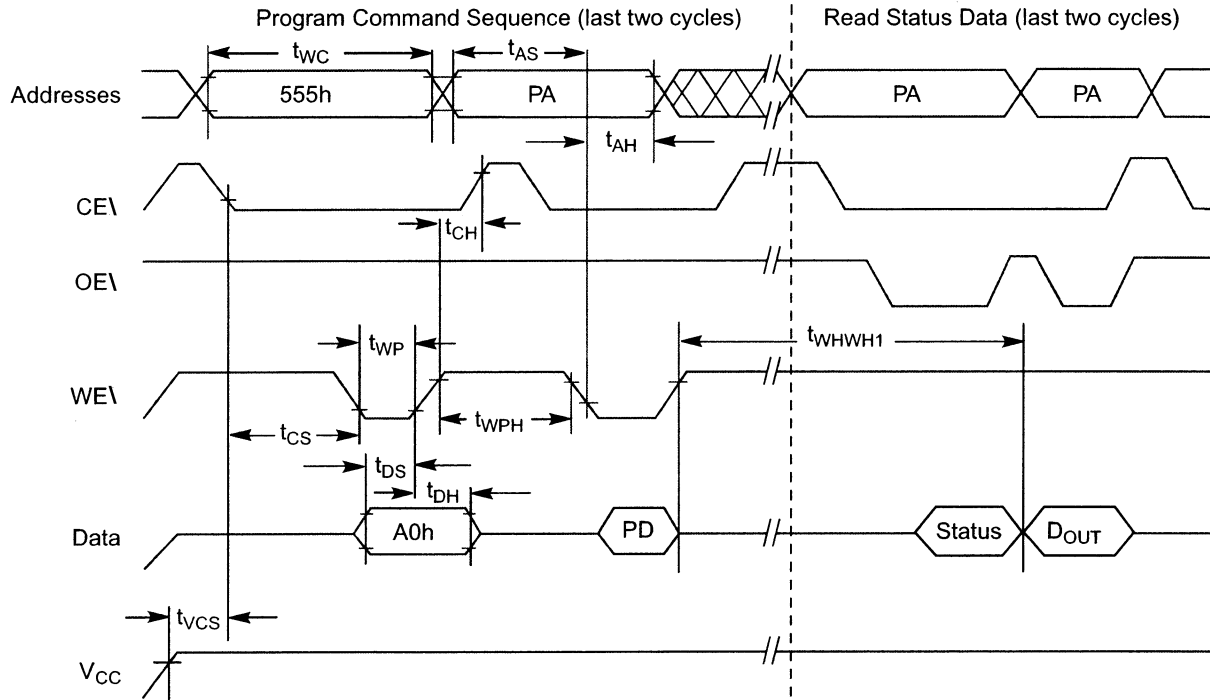 Program Command Sequence (last two cycles)
Read Status Data (last two cycles)
tWC
tAS
Addresses
555h
PA
PA
PA
tAH
CE\
tCH
OE\
tWP
tWHWH1
WE\
tCS
tWPH
tDS
tDH
Data
A0h
PD
Status
DOUT
tVCS
VCC